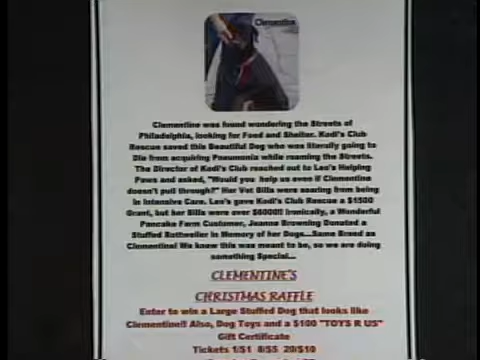 Clementine
Clementine was found wondering the Streets of
Philadelphia, looking for Food and Shelter. Kodi's Club
Rescue saved this Beautiful Dog who was literally going to
Die from acquiring Pneumonia while roaming the Streets.
The Director of Kodi's Club reached out to Leo's Helping
Paws and asked, "Would you help us even if Clementine
doesn't pull through?" Her Vet Bills were soaring from being
in Intensive Care. Leo's gave Kodi's Club Rescue a $1500
Grant, but her Bills were over $6000!! Ironically, a Wonderful
Pancake Farm Customer, Jeanne Browning Donated a
Stuffed Rottweiler in Memory of her Dogs...Same Breed as
Clementine! We know this was meant to be, so we are doing
something Special...
CLEMENTINE'S
CHRISTMAS RAFFLE
Enter to win a Large Stuffed Dog that looks like
Clementine!! Also, Dog Toys and a $100 "TOYS R US"
Gift Certificate
Tickets 1/$1 8/$5 20/$10